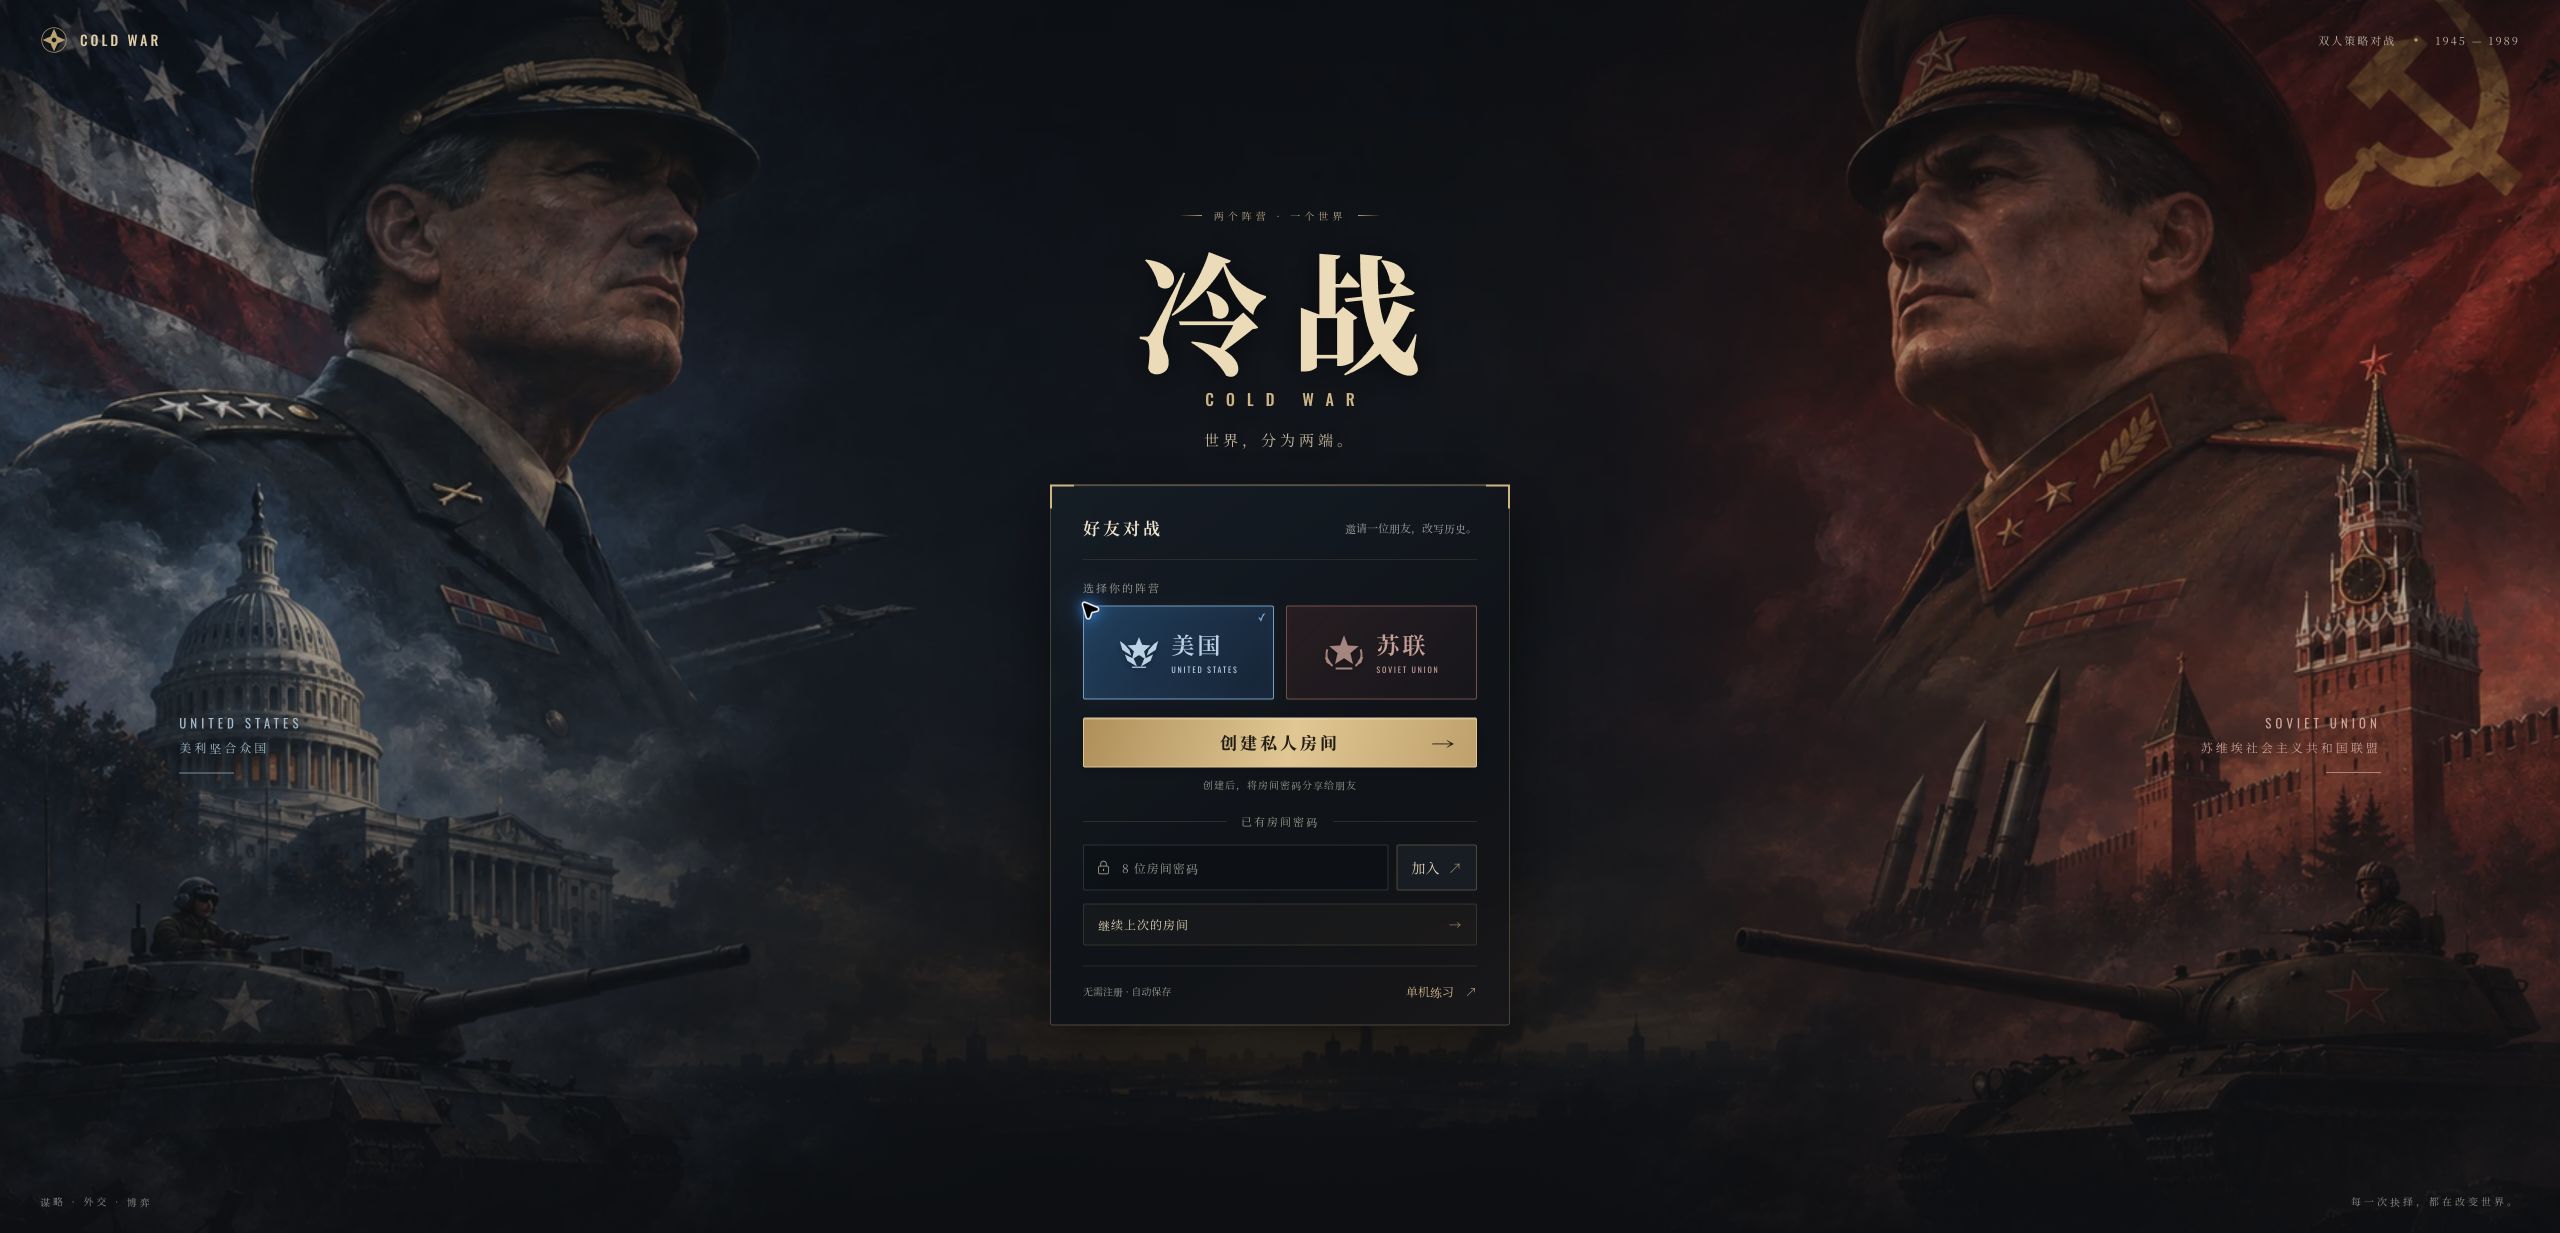 COLD WAR
双人策略对战 • 1945 — 1989
两个阵营 · 一个世界
冷战
COLD WAR
世界，分为两端。
好友对战
邀请一位朋友，改写历史。
选择你的阵营
美国
UNITED STATES
苏联
SOVIET UNION
创建私人房间 →
创建后，将房间密码分享给朋友
UNITED STATES
美利坚合众国
SOVIET UNION
苏维埃社会主义共和国联盟
已有房间密码
8 位房间密码
加入 ↗
继续上次的房间 →
无需注册 · 自动保存
单机练习 ↗
谋略 · 外交 · 博弈
每一次抉择，都在改变世界。